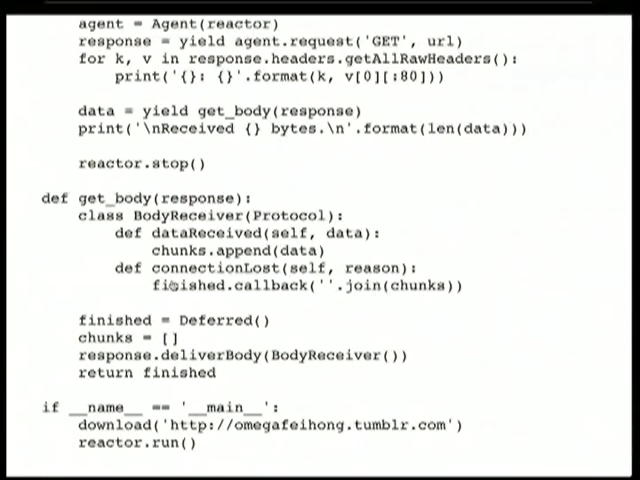 agent = Agent(reactor)
response = yield agent.request('GET', url)
for k, v in response.headers.getAllRawHeaders():
print('{}: {}'.format(k, v[0][:80]))
data = yield get_body(response)
print('\nReceived {} bytes.\n'.format(len(data)))
reactor.stop()
def get_body(response):
class BodyReceiver(Protocol):
def dataReceived(self, data):
chunks.append(data)
def connectionLost(self, reason):
finished.callback(''.join(chunks))
finished = Deferred()
chunks = []
response.deliverBody(BodyReceiver())
return finished
if __name__ == '__main__':
download('http://omegafeihong.tumblr.com')
reactor.run()